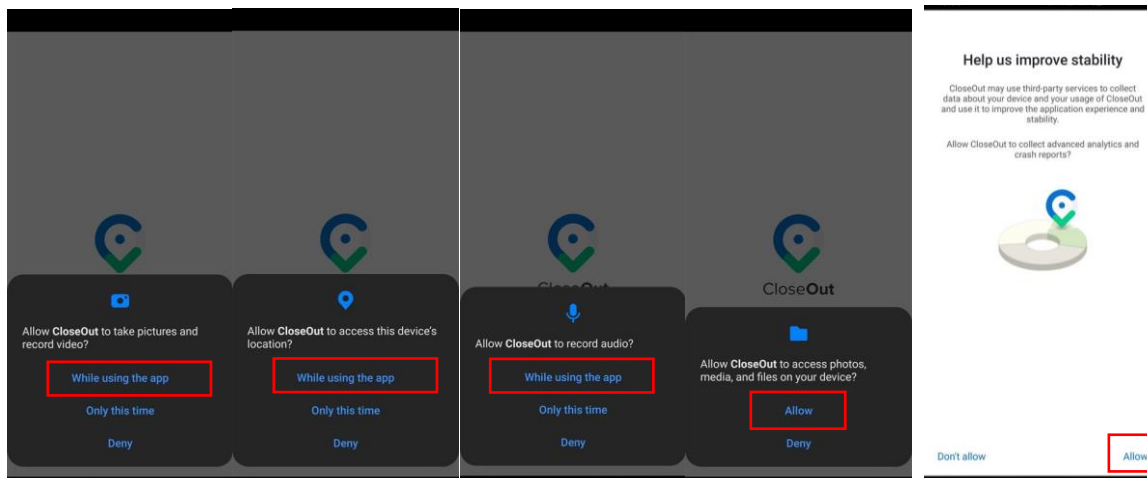 Allow CloseOut to take pictures and
record video?
While using the app
Only this time
Deny
Allow CloseOut to access this device's
location?
While using the app
Only this time
Deny
CloseOut
Allow CloseOut to record audio?
While using the app
Only this time
Deny
CloseOut
Allow CloseOut to access photos,
media, and files on your device?
Allow
Deny
Help us improve stability
CloseOut may use third-party services to collect
data about your device and your usage of CloseOut
and use it to improve the application experience and
stability.
Allow CloseOut to collect advanced analytics and
crash reports?
Don't allow
Allow